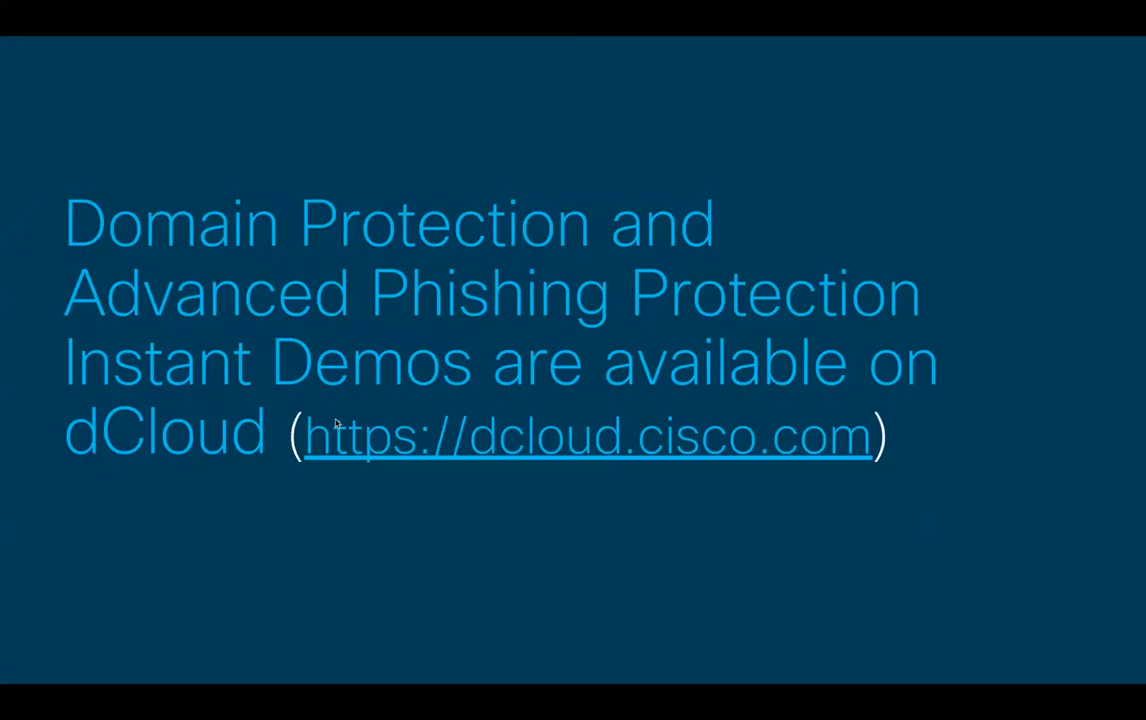 Domain Protection and
Advanced Phishing Protection
Instant Demos are available on
dCloud (https://dcloud.cisco.com)